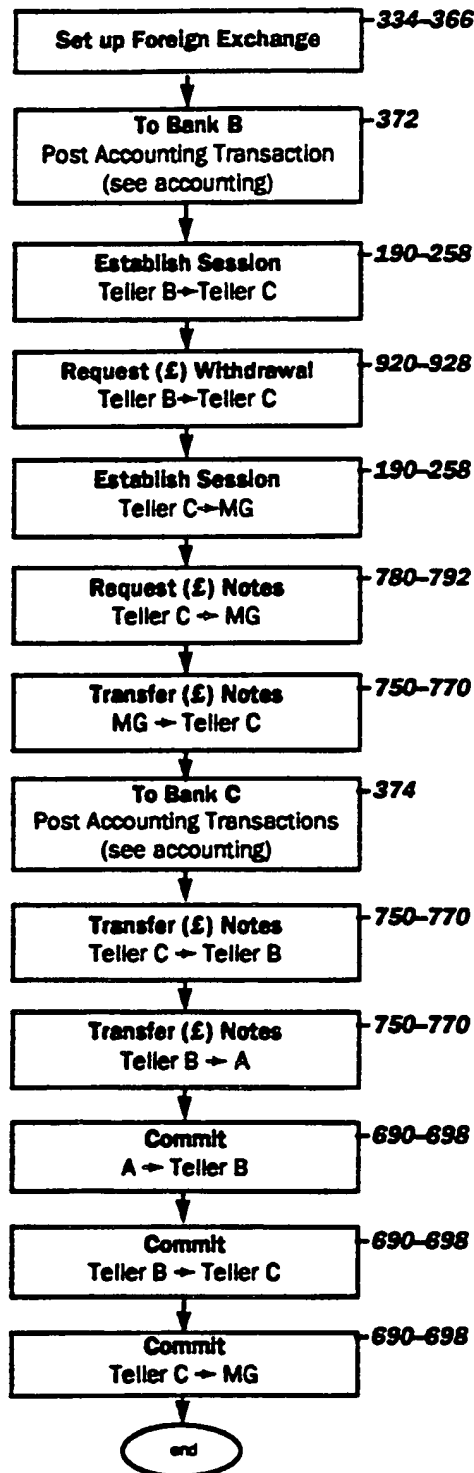 Set up Foreign Exchange
334–366
To Bank B
372
Post Accounting Transaction
(see accounting)
Establish Session
190–258
Teller B→Teller C
Request (£) Withdrawal
920–928
Teller B→Teller C
Establish Session
190–258
Teller C→MG
Request (£) Notes
780–792
Teller C → MG
Transfer (£) Notes
750–770
MG → Teller C
To Bank C
374
Post Accounting Transactions
(see accounting)
Transfer (£) Notes
750–770
Teller C → Teller B
Transfer (£) Notes
750–770
Teller B → A
Commit
690–698
A → Teller B
Commit
690–698
Teller B → Teller C
Commit
690–698
Teller C → MG
end